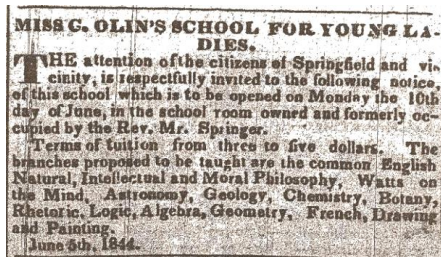 MISS C. OLIN'S SCHOOL FOR YOUNG LA-
DIES.
THE attention of the citizens of Springfield and vi-
cinity, is respectfully invited to the following notice,
of this school which is to be opened on Monday the 10th
day of June, in the school room owned and formerly oc-
cupied by the Rev. Mr. Springer.
Terms of tuition from three to five dollars. The
branches proposed to be taught are the common English
Natural, Intellectual and Moral Philosophy, Watts on
the Mind, Astronomy, Geology, Chemistry, Botany,
Rhetoric, Logic, Algebra, Geometry, French, Drawing
and Painting.
June 5th, 1844.